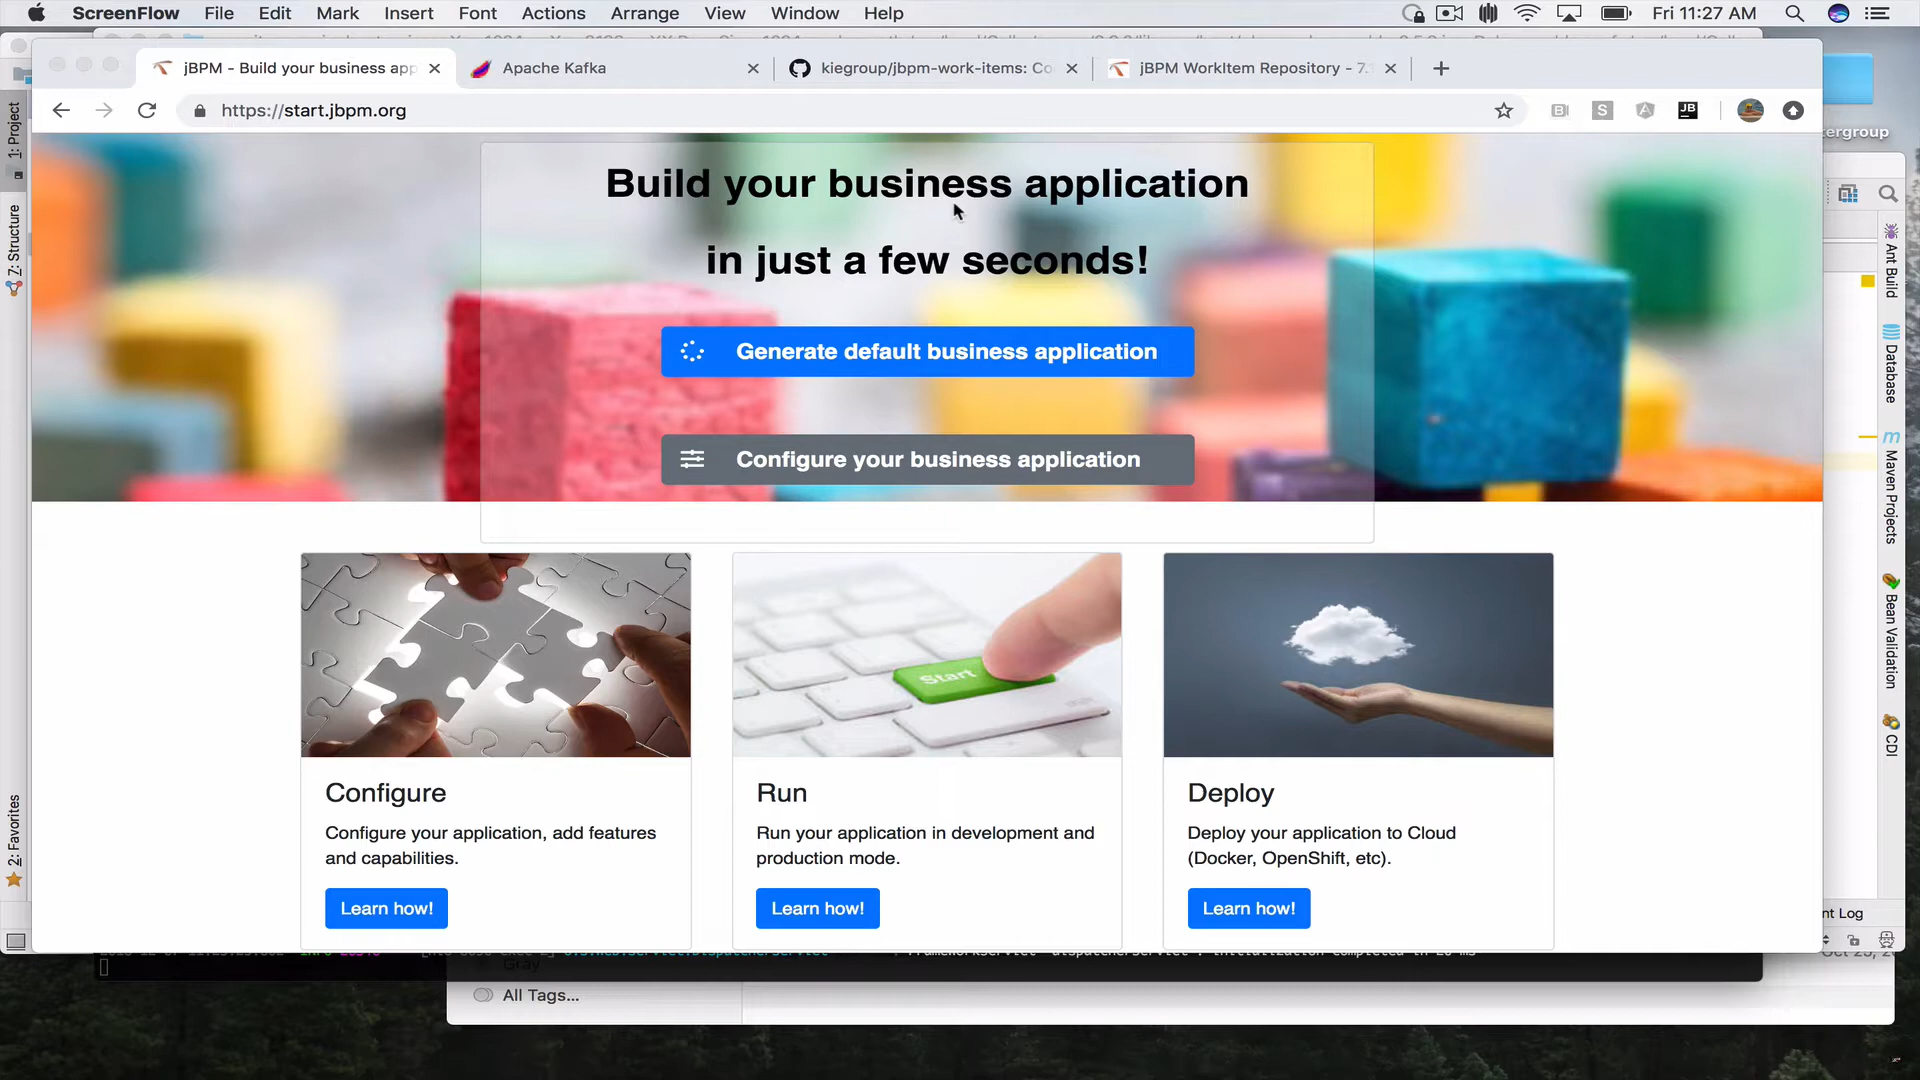 ScreenFlow File Edit Mark Insert Font Actions Arrange View Window Help Fri 11:27 AM
jBPM - Build your business app
Apache Kafka
kiegroup/jbpm-work-items: Co
jBPM WorkItem Repository - 7.
https://start.jbpm.org
JB
tergroup
1: Project
7: Structure
2: Favorites
Build your business application
in just a few seconds!
Generate default business application
Configure your business application
Start
Configure
Configure your application, add features
and capabilities.
Learn how!
Run
Run your application in development and
production mode.
Learn how!
Deploy
Deploy your application to Cloud
(Docker, OpenShift, etc).
Learn how!
Ant Build
Database
Maven Projects
Bean Validation
CDI
nt Log
Gray
All Tags...